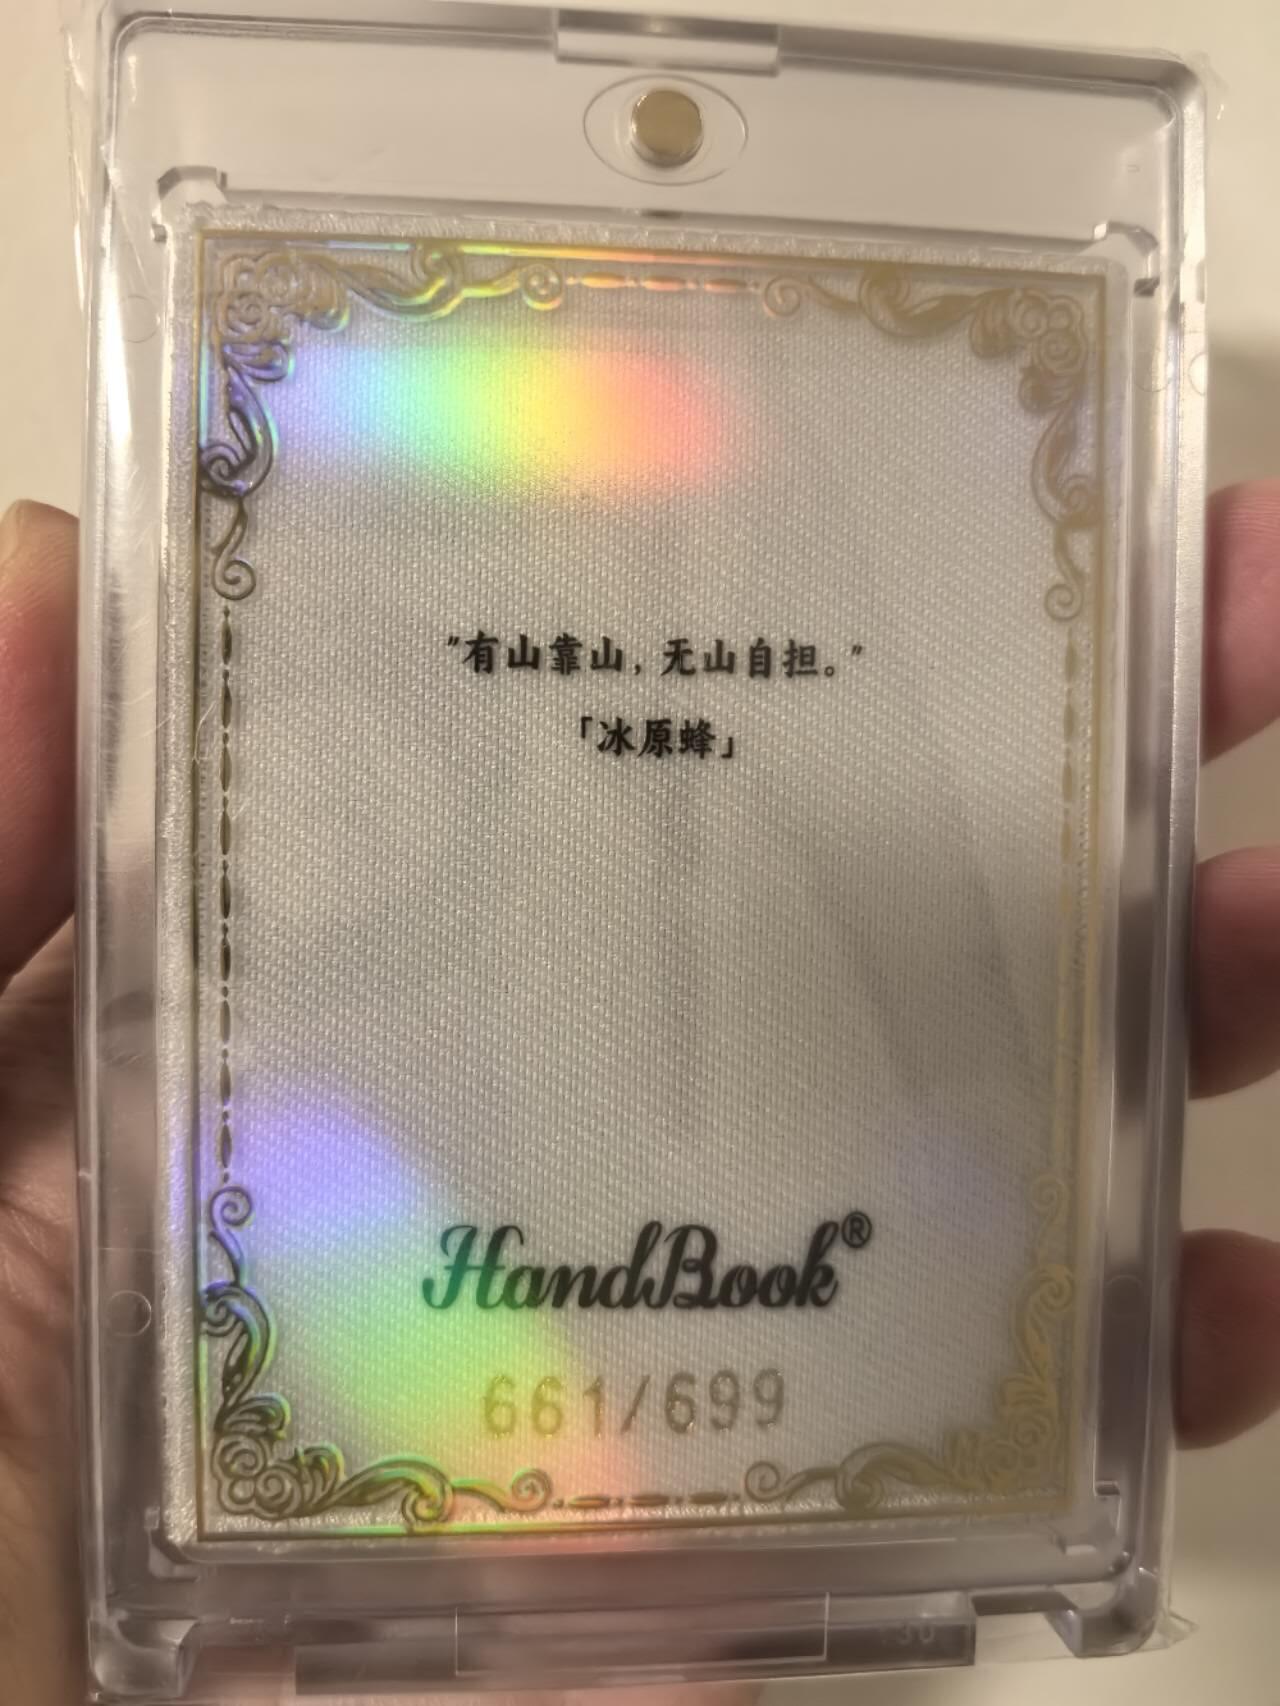 "有山靠山，无山自担。"
「冰原蜂」
HandBook®
661/699